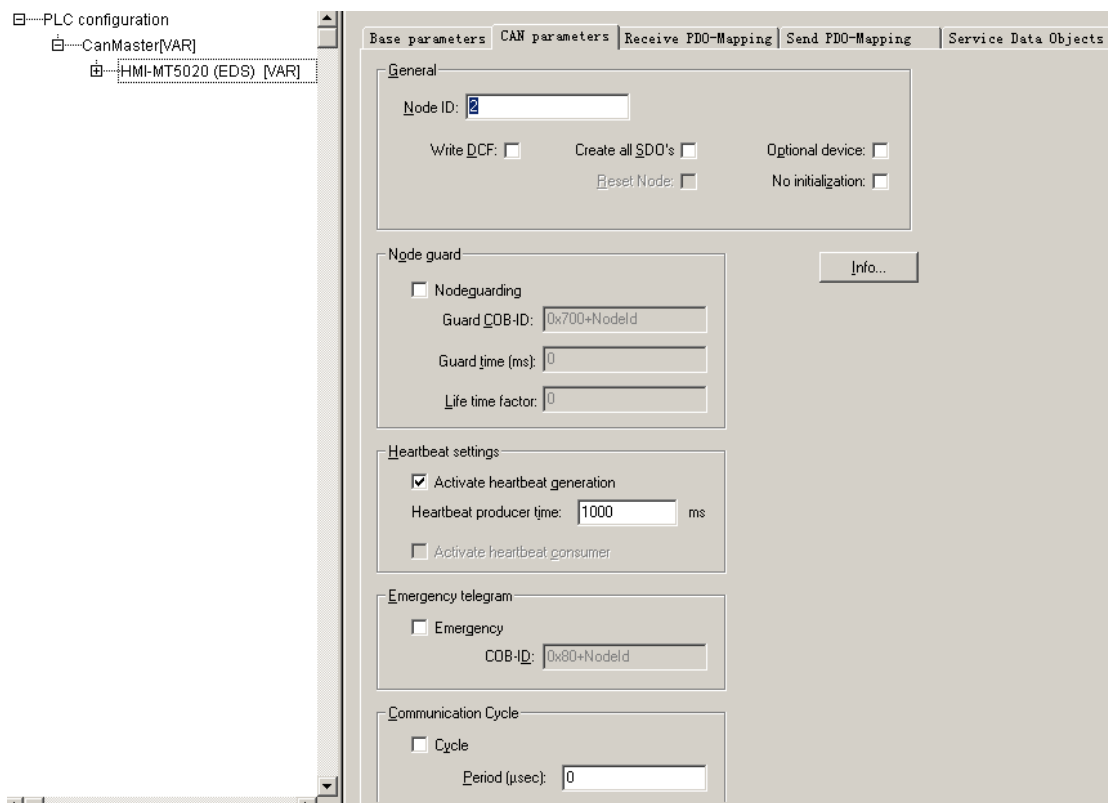 PLC configuration
CanMaster[VAR]
HMI-MT5020 (EDS) [VAR]
Base parameters CAN parameters Receive PDO-Mapping Send PDO-Mapping Service Data Objects
General
Node ID: 2
Write DCF: Create all SDO's Optional device:
Reset Node: No initialization:
Node guard
Info...
Nodeguarding
Guard COB-ID: 0x700+NodeId
Guard time (ms): 0
Life time factor: 0
Heartbeat settings
Activate heartbeat generation
Heartbeat producer time: 1000 ms
Activate heartbeat consumer
Emergency telegram
Emergency
COB-ID: 0x80+NodeId
Communication Cycle
Cycle
Period (µsec): 0